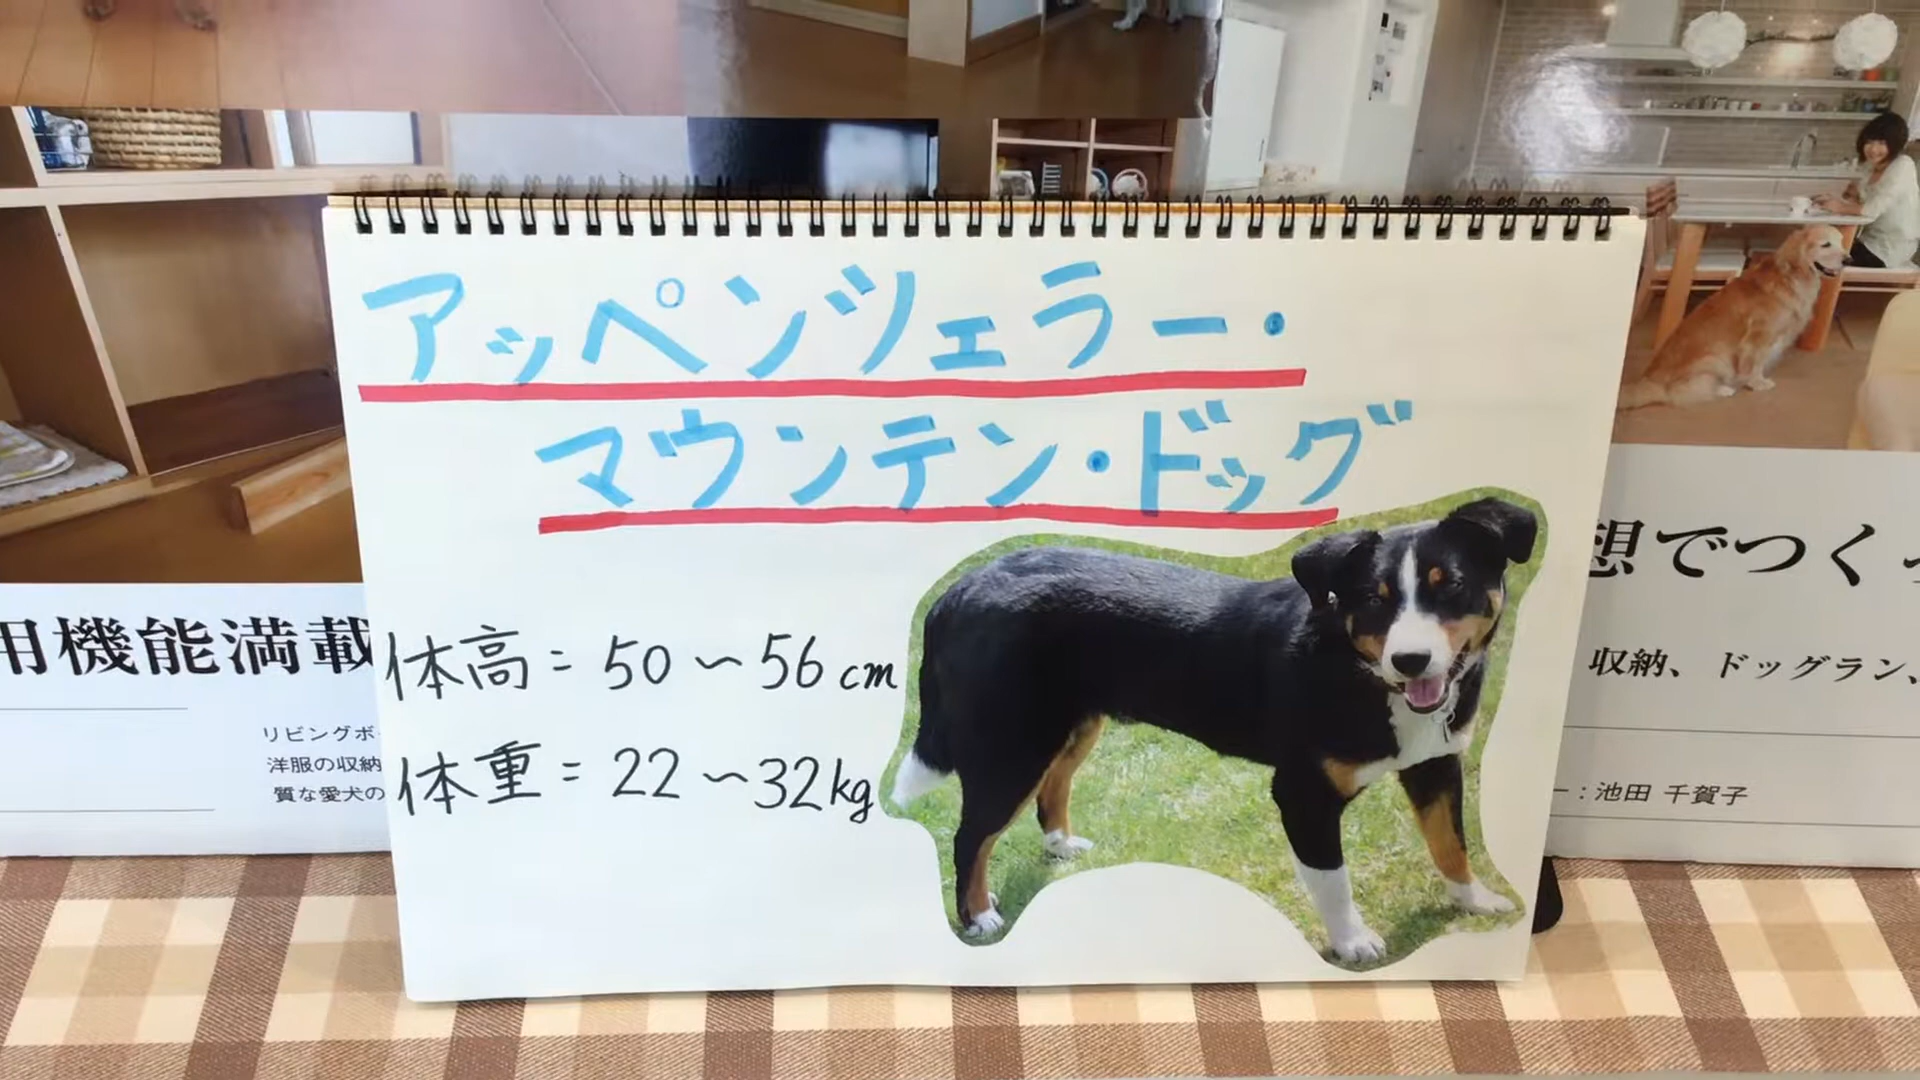 アッペンツェラー・
マウンテン・ドッグ
体高=50～56cm
体重=22～32kg
用機能満載
リビングボ
洋服の収納
質な愛犬の
想でつく
収納、ドッグラン、
ー:池田 千賀子